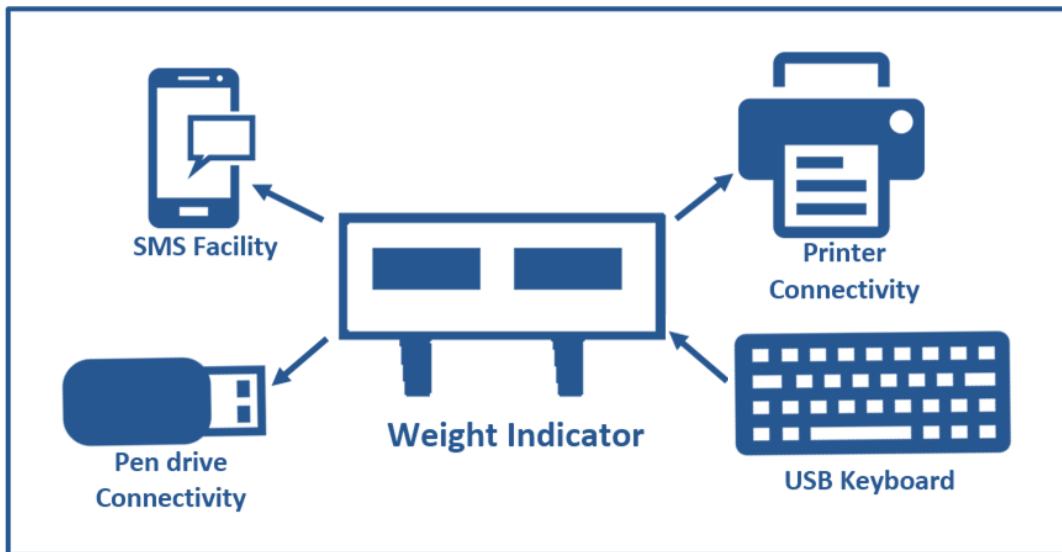 SMS Facility
Printer
Connectivity
Weight Indicator
Pen drive
Connectivity
USB Keyboard